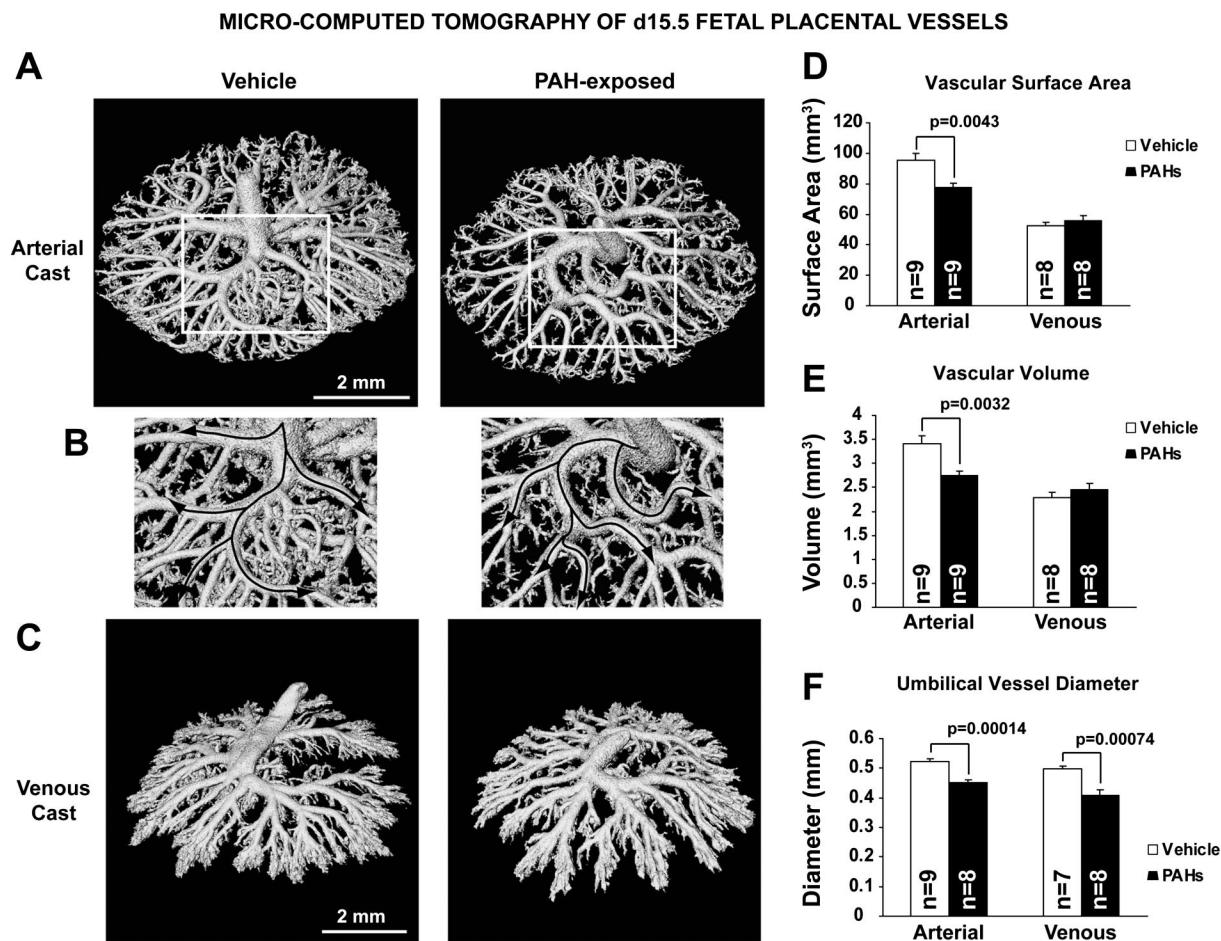 MICRO-COMPUTED TOMOGRAPHY OF d15.5 FETAL PLACENTAL VESSELS
A
Vehicle
PAH-exposed
Arterial
Cast
2 mm
B
C
Venous
Cast
2 mm
D
Vascular Surface Area
Surface Area (mm³)
120
100
80
60
40
20
0
p=0.0043
Vehicle
PAHs
n=9
n=9
n=8
n=8
Arterial
Venous
E
Vascular Volume
Volume (mm³)
4
3.5
3
2.5
2
1.5
1
0.5
0
p=0.0032
Vehicle
PAHs
n=9
n=9
n=8
n=8
Arterial
Venous
F
Umbilical Vessel Diameter
Diameter (mm)
0.6
0.5
0.4
0.3
0.2
0.1
0
p=0.00014
p=0.00074
Vehicle
PAHs
n=9
n=8
n=7
n=8
Arterial
Venous